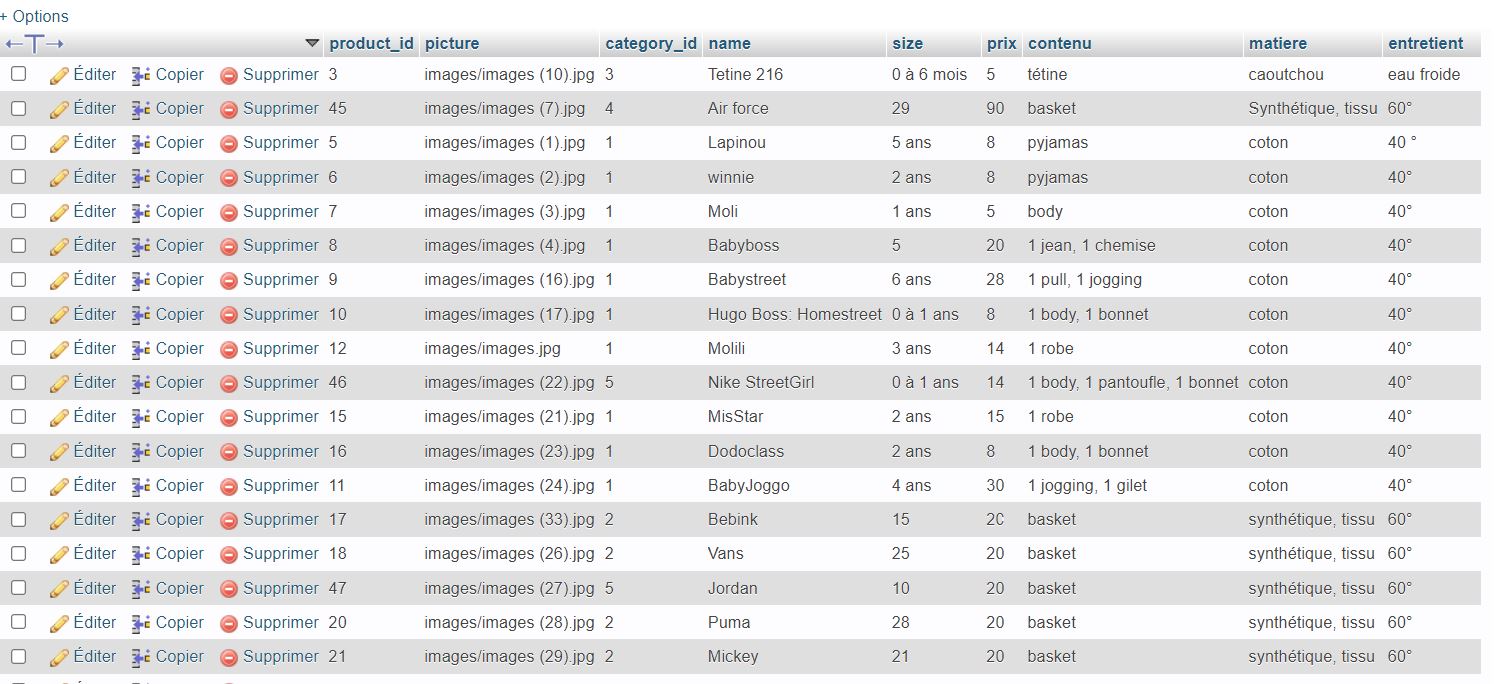 + Options
←T→ product_id picture category_id name size prix contenu matiere entretient
Éditer Copier Supprimer 3 images/images (10).jpg 3 Tetine 216 0 à 6 mois 5 tétine caoutchou eau froide
Éditer Copier Supprimer 45 images/images (7).jpg 4 Air force 29 90 basket Synthétique, tissu 60°
Éditer Copier Supprimer 5 images/images (1).jpg 1 Lapinou 5 ans 8 pyjamas coton 40 °
Éditer Copier Supprimer 6 images/images (2).jpg 1 winnie 2 ans 8 pyjamas coton 40°
Éditer Copier Supprimer 7 images/images (3).jpg 1 Moli 1 ans 5 body coton 40°
Éditer Copier Supprimer 8 images/images (4).jpg 1 Babyboss 5 20 1 jean, 1 chemise coton 40°
Éditer Copier Supprimer 9 images/images (16).jpg 1 Babystreet 6 ans 28 1 pull, 1 jogging coton 40°
Éditer Copier Supprimer 10 images/images (17).jpg 1 Hugo Boss: Homestreet 0 à 1 ans 8 1 body, 1 bonnet coton 40°
Éditer Copier Supprimer 12 images/images.jpg 1 Molili 3 ans 14 1 robe coton 40°
Éditer Copier Supprimer 46 images/images (22).jpg 5 Nike StreetGirl 0 à 1 ans 14 1 body, 1 pantoufle, 1 bonnet coton 40°
Éditer Copier Supprimer 15 images/images (21).jpg 1 MisStar 2 ans 15 1 robe coton 40°
Éditer Copier Supprimer 16 images/images (23).jpg 1 Dodoclass 2 ans 8 1 body, 1 bonnet coton 40°
Éditer Copier Supprimer 11 images/images (24).jpg 1 BabyJoggo 4 ans 30 1 jogging, 1 gilet coton 40°
Éditer Copier Supprimer 17 images/images (33).jpg 2 Bebink 15 20 basket synthétique, tissu 60°
Éditer Copier Supprimer 18 images/images (26).jpg 2 Vans 25 20 basket synthétique, tissu 60°
Éditer Copier Supprimer 47 images/images (27).jpg 5 Jordan 10 20 basket synthétique, tissu 60°
Éditer Copier Supprimer 20 images/images (28).jpg 2 Puma 28 20 basket synthétique, tissu 60°
Éditer Copier Supprimer 21 images/images (29).jpg 2 Mickey 21 20 basket synthétique, tissu 60°